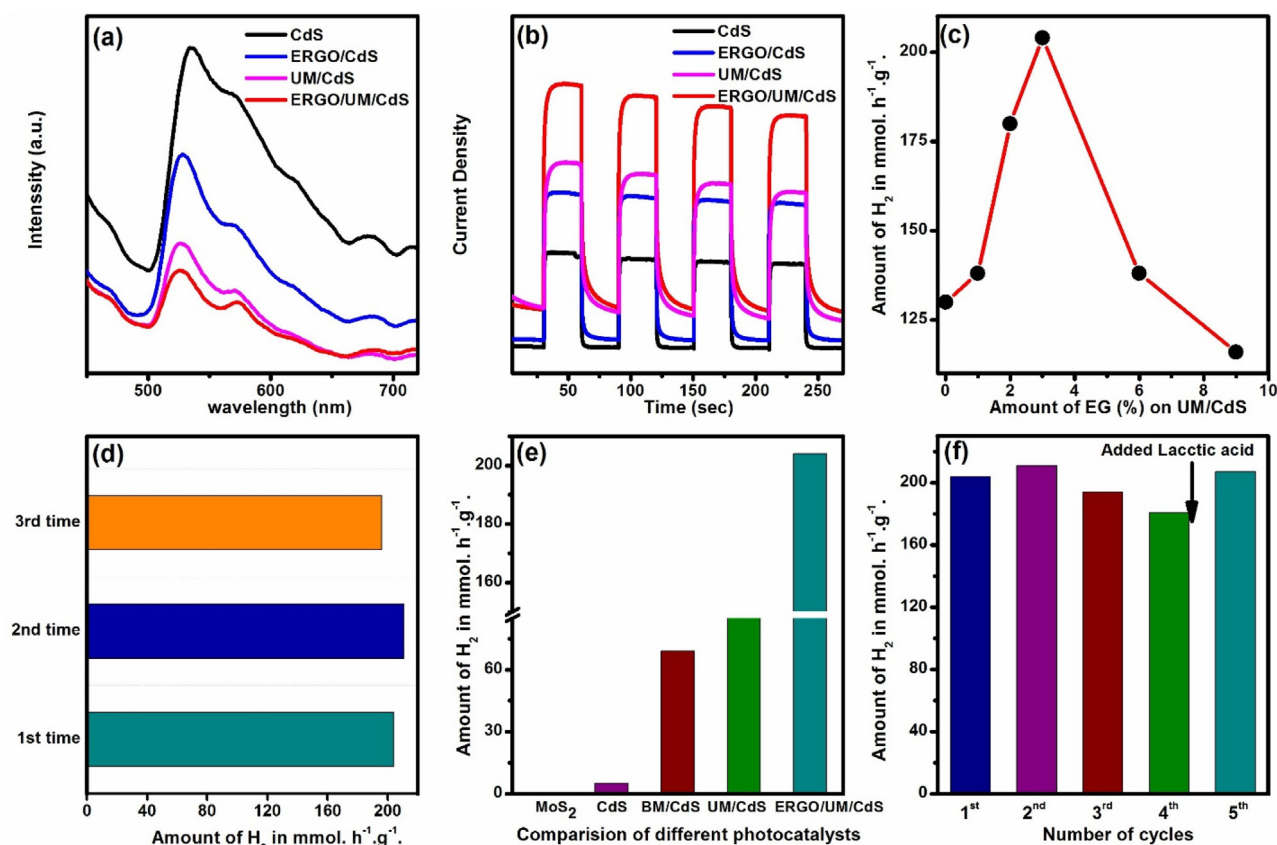 (a)
CdS
ERGO/CdS
UM/CdS
ERGO/UM/CdS
Intenssity (a.u.)
500 600 700
wavelength (nm)
(b)
CdS
ERGO/CdS
UM/CdS
ERGO/UM/CdS
Current Density
50 100 150 200 250
Time (sec)
(c)
Amount of H₂ in mmol. h⁻¹.g⁻¹.
200
175
150
125
0 2 4 6 8 10
Amount of EG (%) on UM/CdS
(d)
3rd time
2nd time
1st time
0 40 80 120 160 200
Amount of H₂ in mmol. h⁻¹.g⁻¹.
(e)
Amount of H₂ in mmol. h⁻¹.g⁻¹.
200
180
160
60
30
0
MoS₂ CdS BM/CdS UM/CdS ERGO/UM/CdS
Comparision of different photocatalysts
(f)
Added Lacctic acid
Amount of H₂ in mmol. h⁻¹.g⁻¹.
200
160
120
80
40
0
1ˢᵗ 2ⁿᵈ 3ʳᵈ 4ᵗʰ 5ᵗʰ
Number of cycles